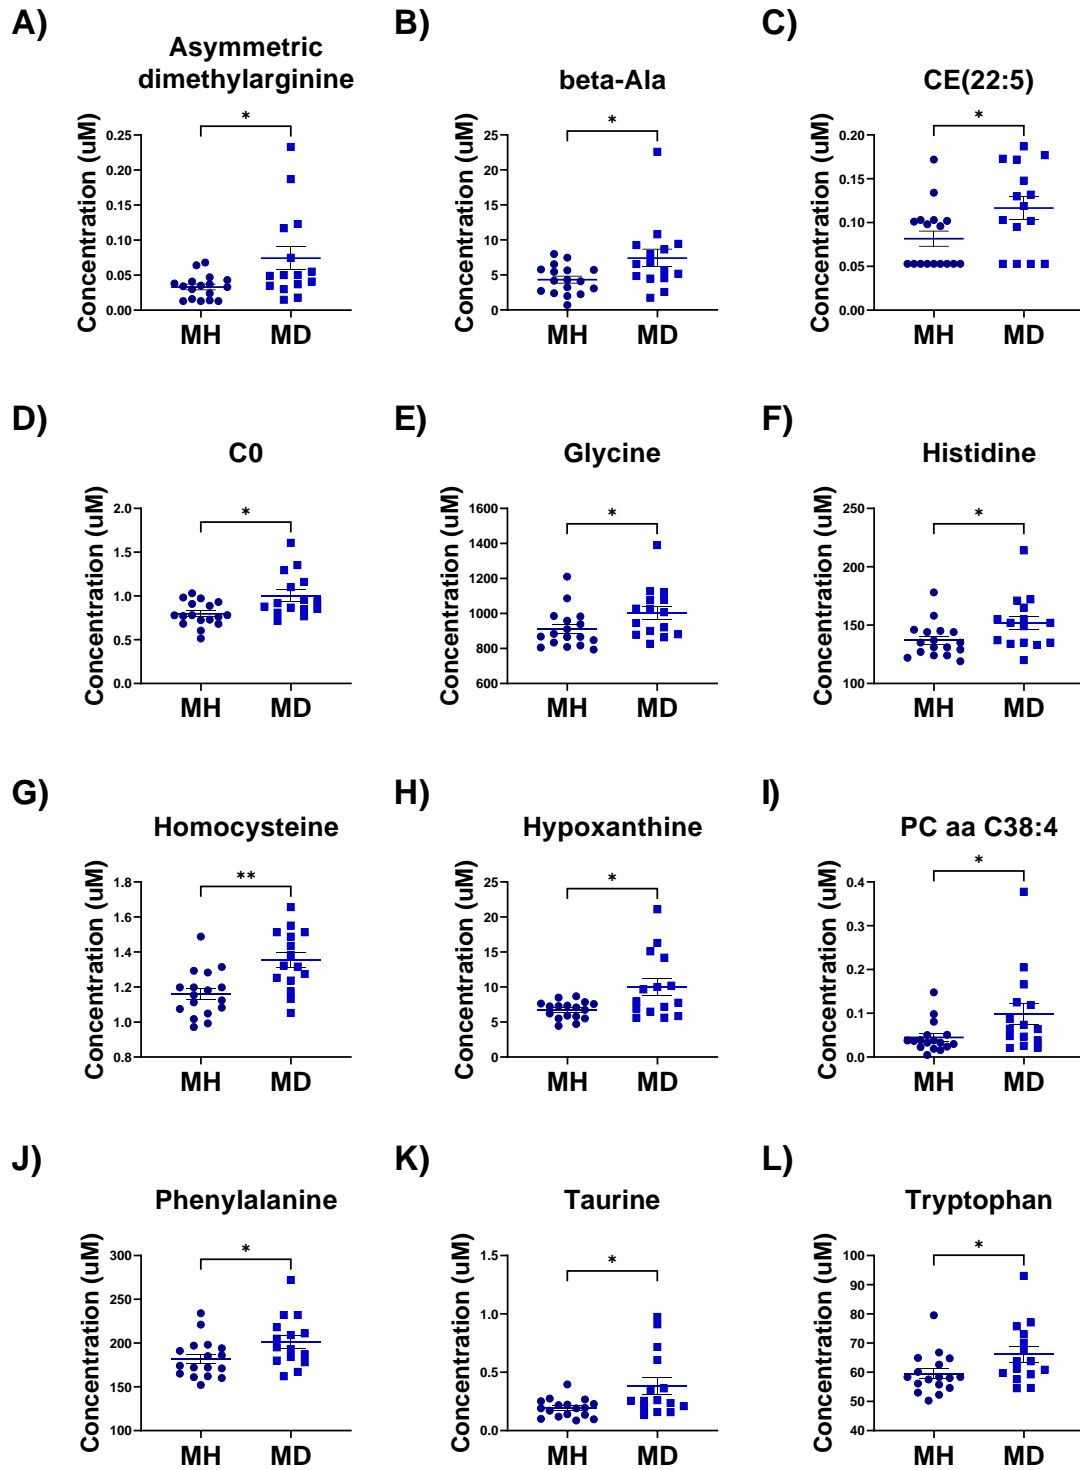 A)
Asymmetric
dimethylarginine
Concentration (uM)
0.25
0.20
0.15
0.10
0.05
0.00
*
MH MD
B)
beta-Ala
Concentration (uM)
25
20
15
10
5
0
*
MH MD
C)
CE(22:5)
Concentration (uM)
0.20
0.15
0.10
0.05
0.00
*
MH MD
D)
C0
Concentration (uM)
2.0
1.5
1.0
0.5
0.0
*
MH MD
E)
Glycine
Concentration (uM)
1600
1400
1200
1000
800
600
*
MH MD
F)
Histidine
Concentration (uM)
250
200
150
100
*
MH MD
G)
Homocysteine
Concentration (uM)
1.8
1.6
1.4
1.2
1.0
0.8
**
MH MD
H)
Hypoxanthine
Concentration (uM)
25
20
15
10
5
0
*
MH MD
I)
PC aa C38:4
Concentration (uM)
0.4
0.3
0.2
0.1
0.0
*
MH MD
J)
Phenylalanine
Concentration (uM)
300
250
200
150
100
*
MH MD
K)
Taurine
Concentration (uM)
1.5
1.0
0.5
0.0
*
MH MD
L)
Tryptophan
Concentration (uM)
100
90
80
70
60
50
40
*
MH MD